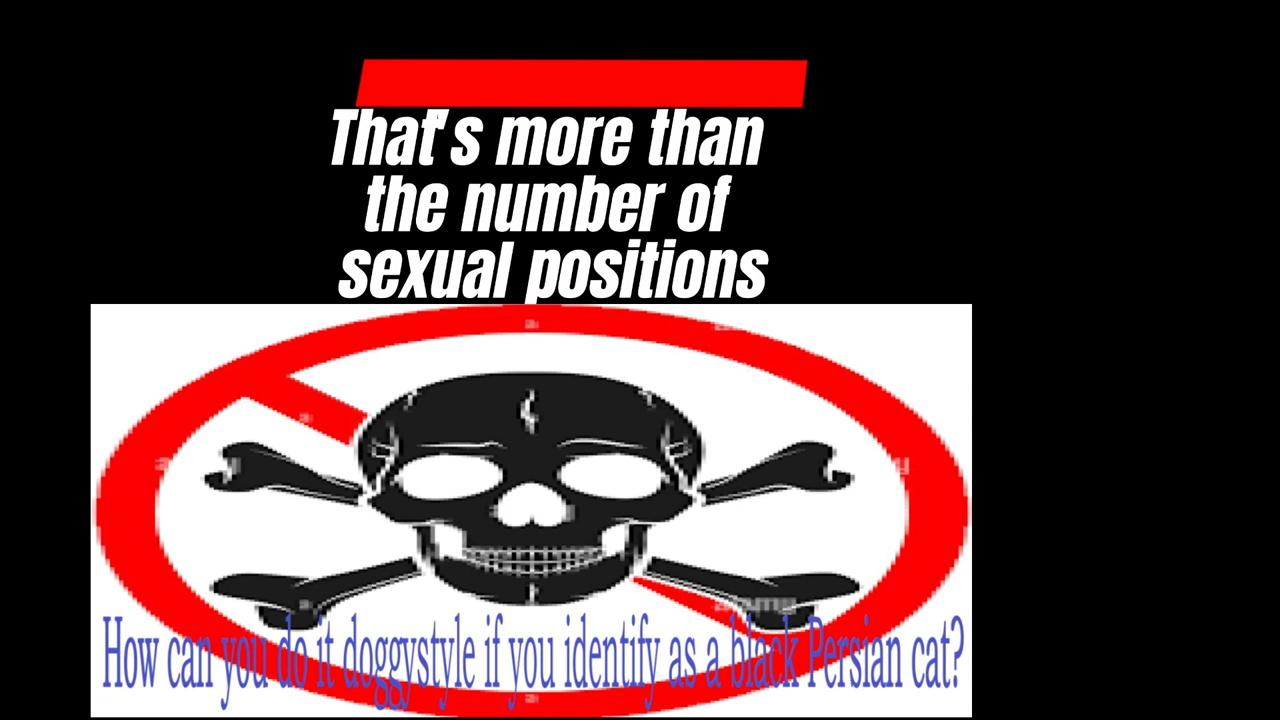 That's more than
the number of
sexual positions
How can you do it doggystyle if you identify as a black Persian cat?